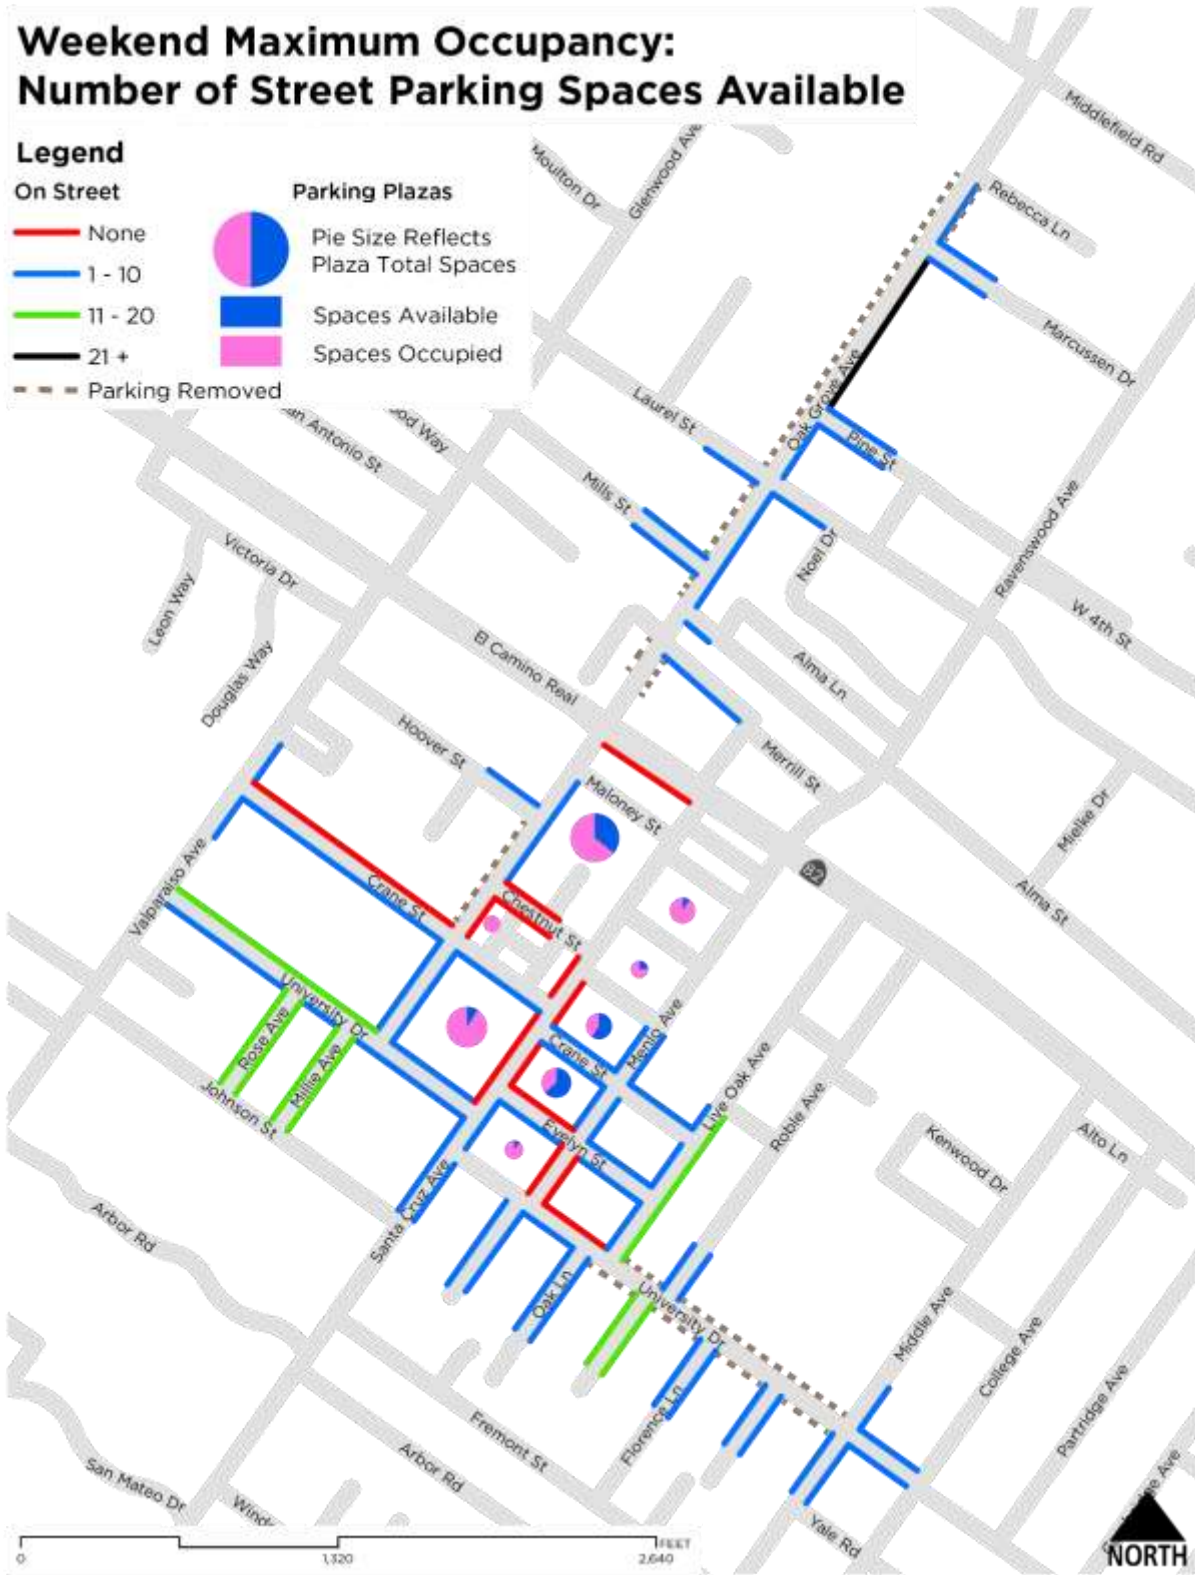 Weekend Maximum Occupancy:
Number of Street Parking Spaces Available
Legend
On Street
Parking Plazas
None
1 - 10
11 - 20
21 +
Parking Removed
Pie Size Reflects
Plaza Total Spaces
Spaces Available
Spaces Occupied
Middlefield Rd
Moulton Dr
Glenwood Ave
Rebecca Ln
Marcussen Dr
Laurel St
Oak Grove Ave
Pine St
an Antonio St
od Way
Mills St
Noel Dr
Ravenswood Ave
Victoria Dr
Leon Way
W 4th St
El Camino Real
Alma Ln
Douglas Way
Hoover St
Merrill St
Maloney St
Mielke Dr
82
Valparaiso Ave
Crane St
Chestnut St
Alma St
University Dr
Rose Ave
Millie Ave
Crane St
Menlo Ave
Live Oak Ave
Roble Ave
Johnson St
Evelyn St
Kenwood Dr
Alto Ln
Santa Cruz Ave
Arbor Rd
Oak Ln
University Dr
Middle Ave
College Ave
Partridge Ave
Florence Ln
Fremont St
Arbor Rd
San Mateo Dr
Yale Rd
0
1,320
2,640
FEET
NORTH